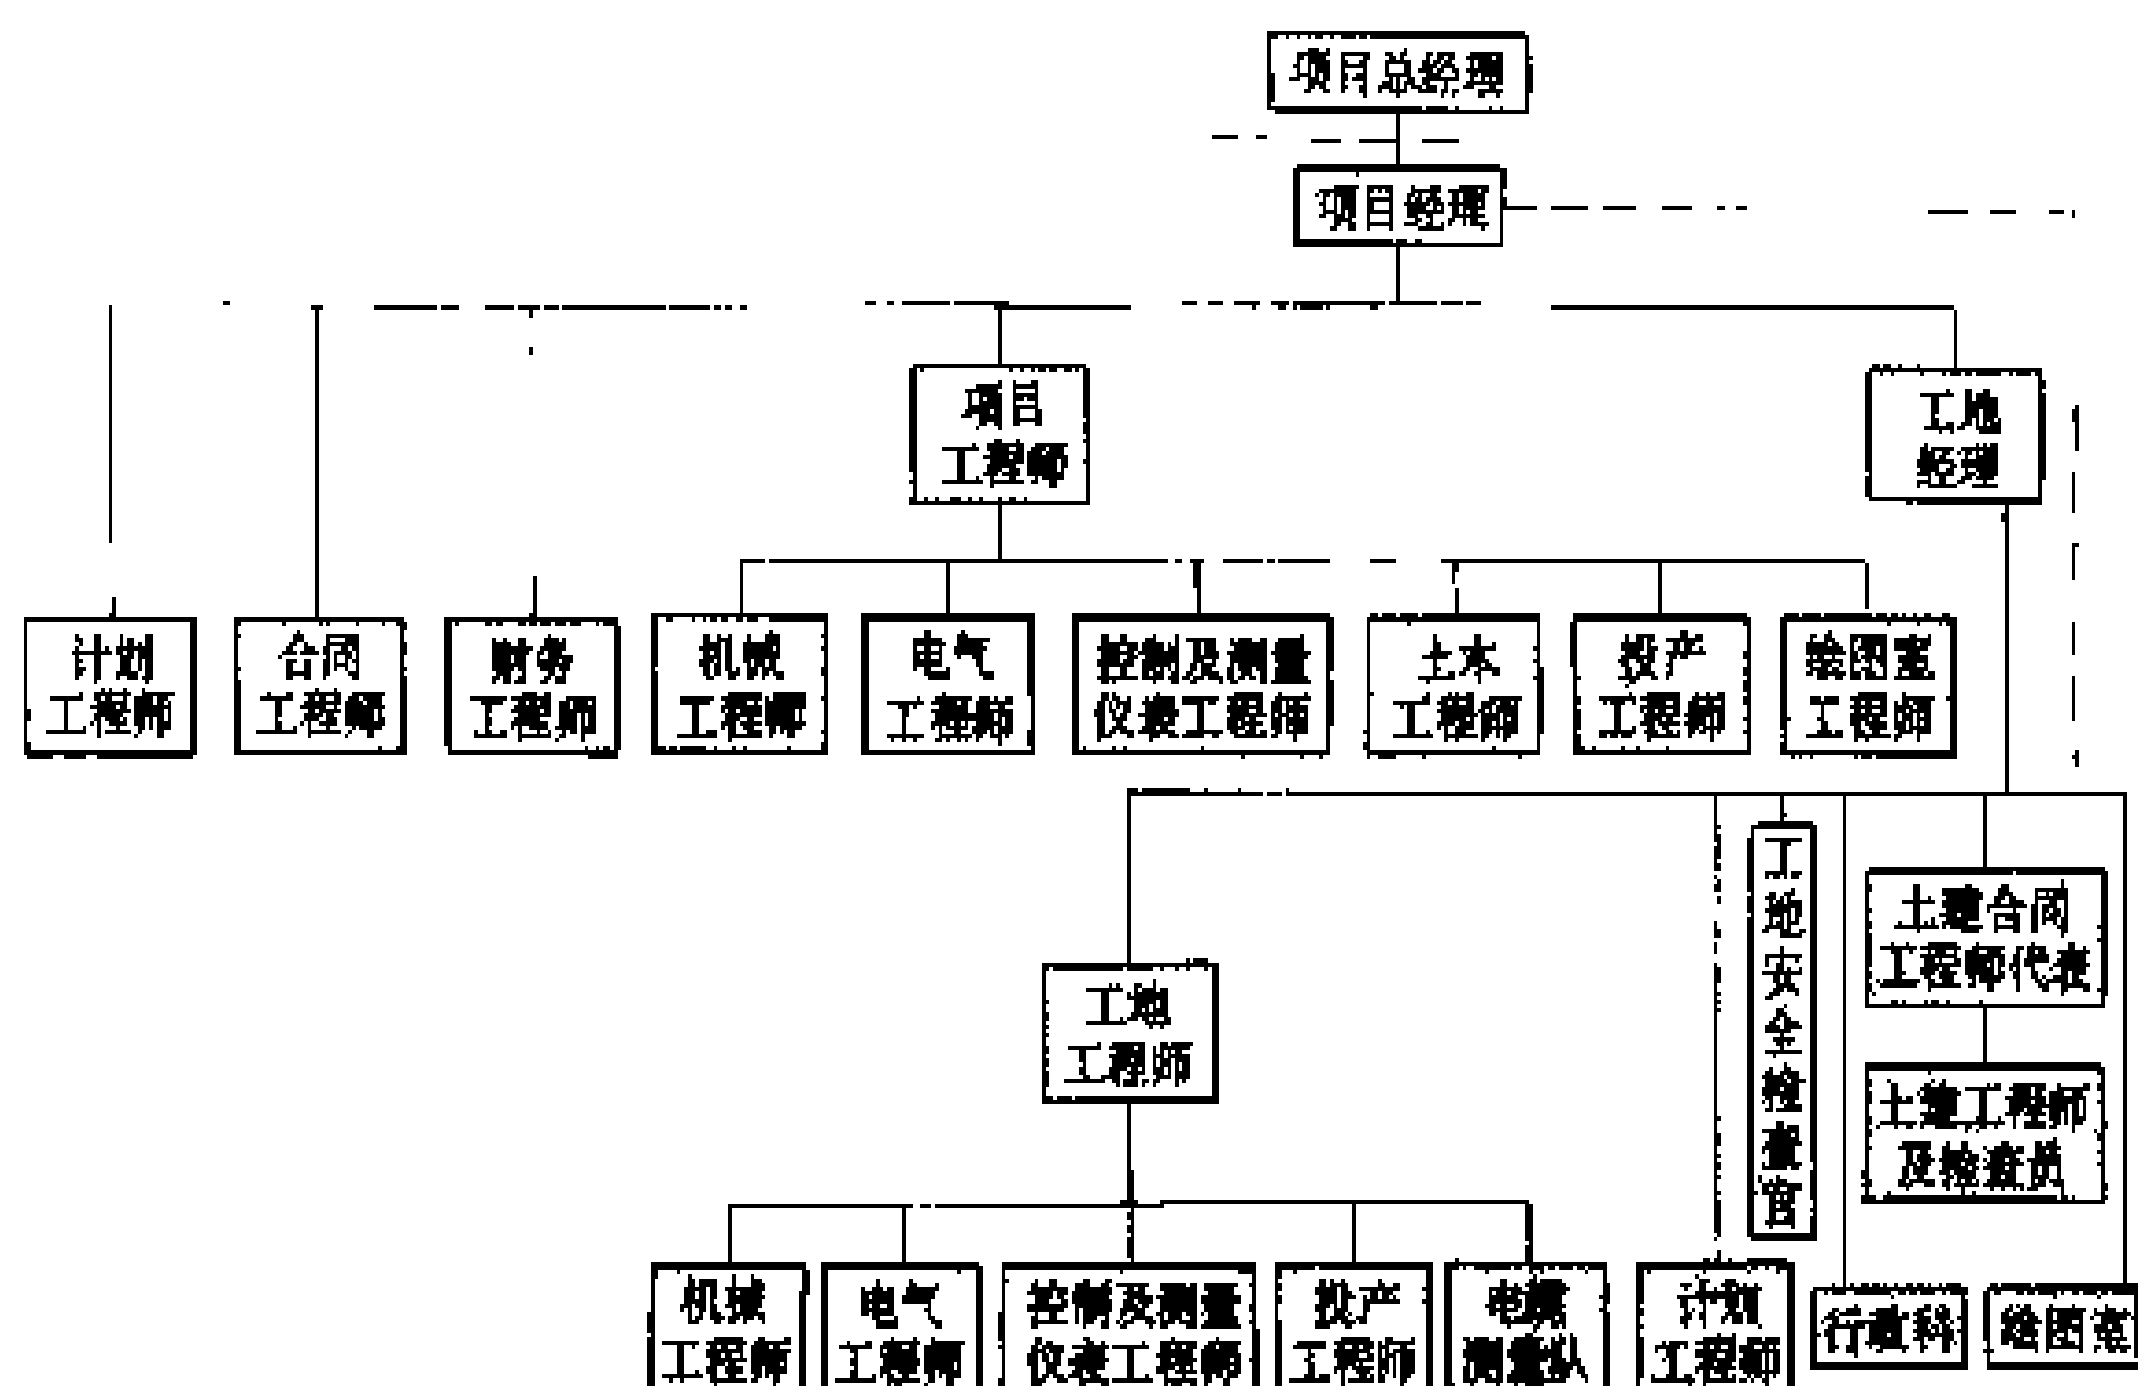 项目总经理
项目经理
项目
工程师
工地
经理
计划
工程师
合同
工程师
财务
工程师
机械
工程师
电气
工程师
控制及测量
仪表工程师
土木
工程师
投产
工程师
绘图室
工程师
工地安全检查官
土建合同
工程师代表
工地
工程师
土建工程师
及检查员
机械
工程师
电气
工程师
控制及测量
仪表工程师
投产
工程师
电缆
测量队
计划
工程师
行政科
绘图室